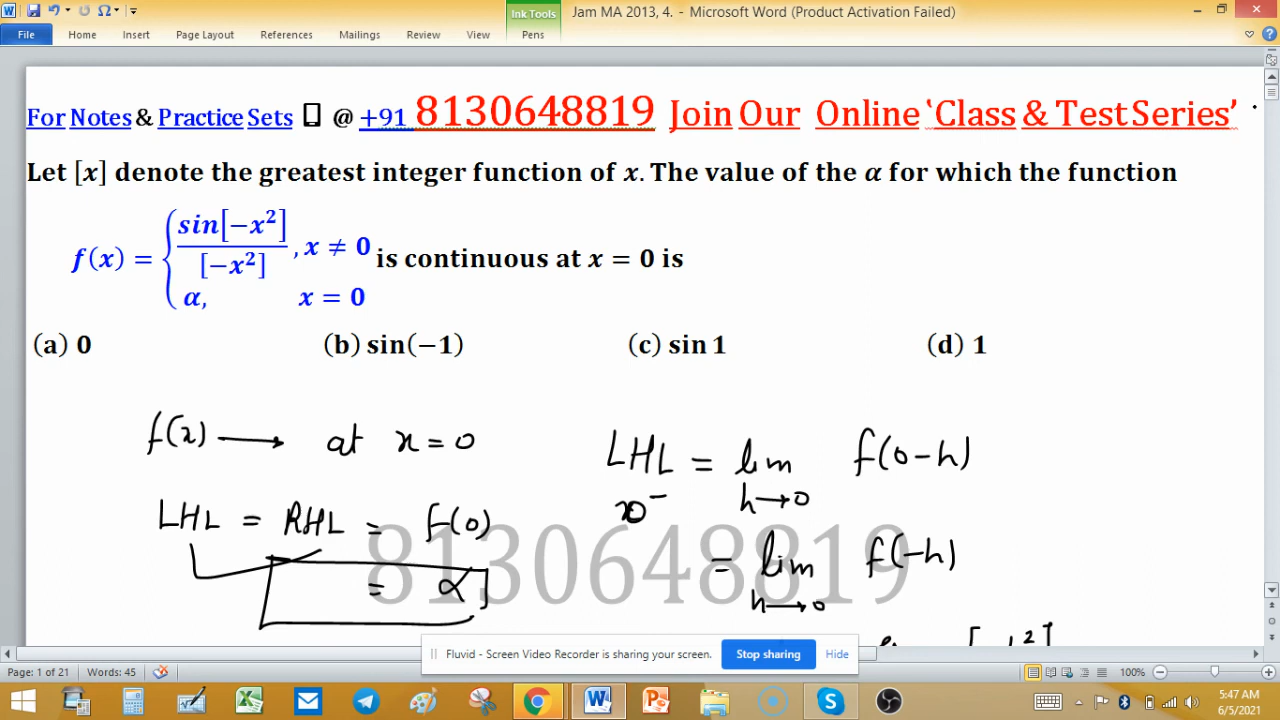 Ink Tools
Jam MA 2013, 4. - Microsoft Word (Product Activation Failed)
File Home Insert Page Layout References Mailings Review View Pens
For Notes & Practice Sets @ +91 8130648819 Join Our Online 'Class & Test Series'
Let [x] denote the greatest integer function of x. The value of the α for which the function
f(x) = { sin[−x²] / [−x²] , x ≠ 0
α, x = 0
is continuous at x = 0 is
(a) 0 (b) sin(−1) (c) sin 1 (d) 1
f(x) ⟶ at x = 0
LHL = RHL = f(0)
= α
LHL = lim f(0-h)
h→0
= lim f(-h)
h→0
8130648819
Fluvid - Screen Video Recorder is sharing your screen. Stop sharing Hide
Page: 1 of 21 Words: 45 100%
5:47 AM
6/5/2021